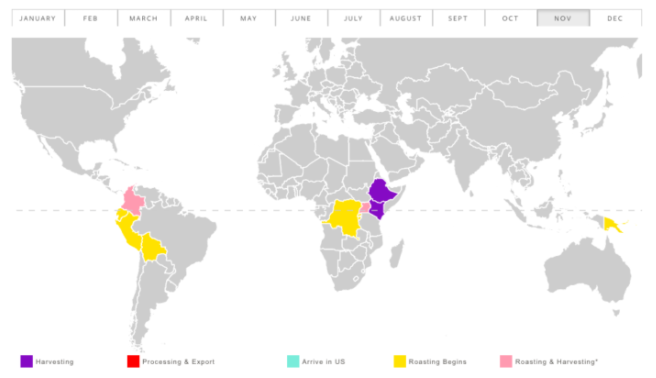 JANUARY FEB MARCH APRIL MAY JUNE JULY AUGUST SEPT OCT NOV DEC
Harvesting Processing & Export Arrive in US Roasting Begins Roasting & Harvesting*